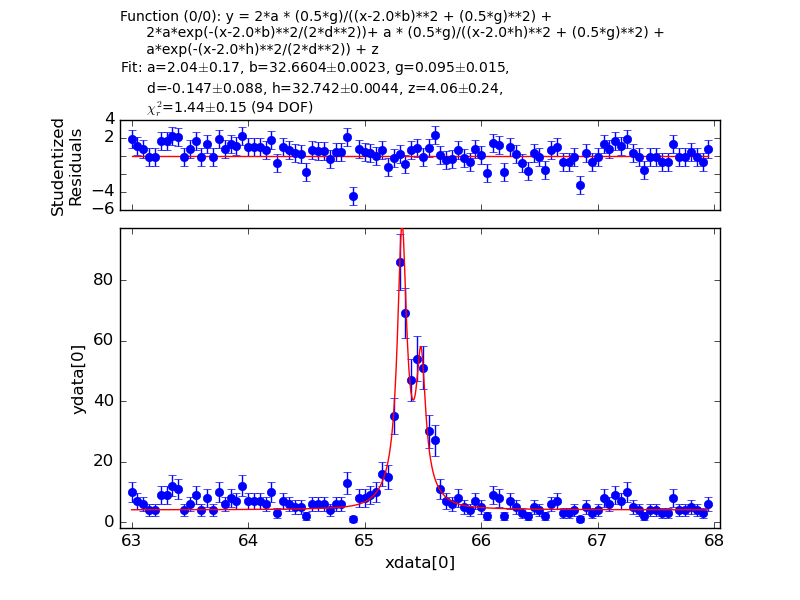 Function (0/0): y = 2*a * (0.5*g)/((x-2.0*b)**2 + (0.5*g)**2) +
2*a*exp(-(x-2.0*b)**2/(2*d**2))+ a * (0.5*g)/((x-2.0*h)**2 + (0.5*g)**2) +
a*exp(-(x-2.0*h)**2/(2*d**2)) + z
Fit: a=2.04±0.17, b=32.6604±0.0023, g=0.095±0.015,
d=-0.147±0.088, h=32.742±0.0044, z=4.06±0.24,
χ²ᵣ=1.44±0.15 (94 DOF)
Studentized
Residuals
4
2
−4
−6
ydata[0]
80
60
40
20
0
63 64 65 66 67 68
xdata[0]